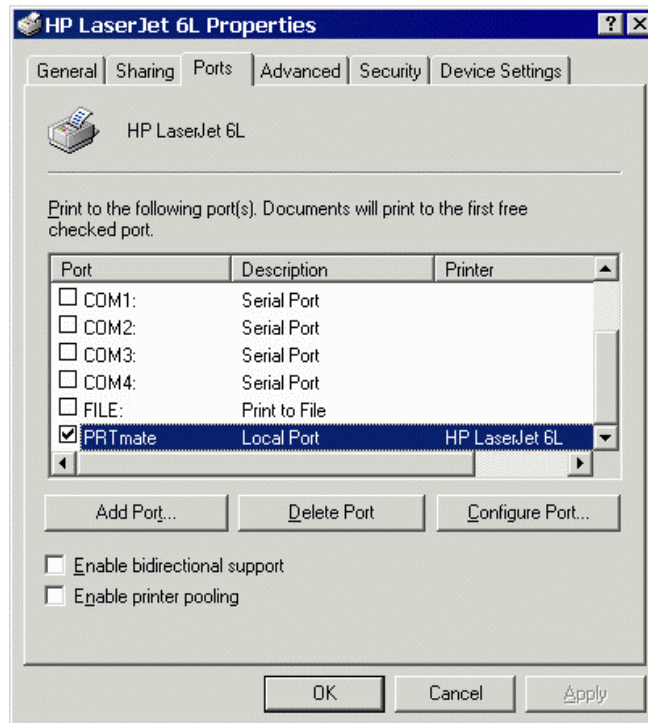 HP LaserJet 6L Properties
General Sharing Ports Advanced Security Device Settings
HP LaserJet 6L
Print to the following port(s). Documents will print to the first free
checked port.
Port Description Printer
COM1: Serial Port
COM2: Serial Port
COM3: Serial Port
COM4: Serial Port
FILE: Print to File
PRTmate Local Port HP LaserJet 6L
Add Port... Delete Port Configure Port...
Enable bidirectional support
Enable printer pooling
OK Cancel Apply